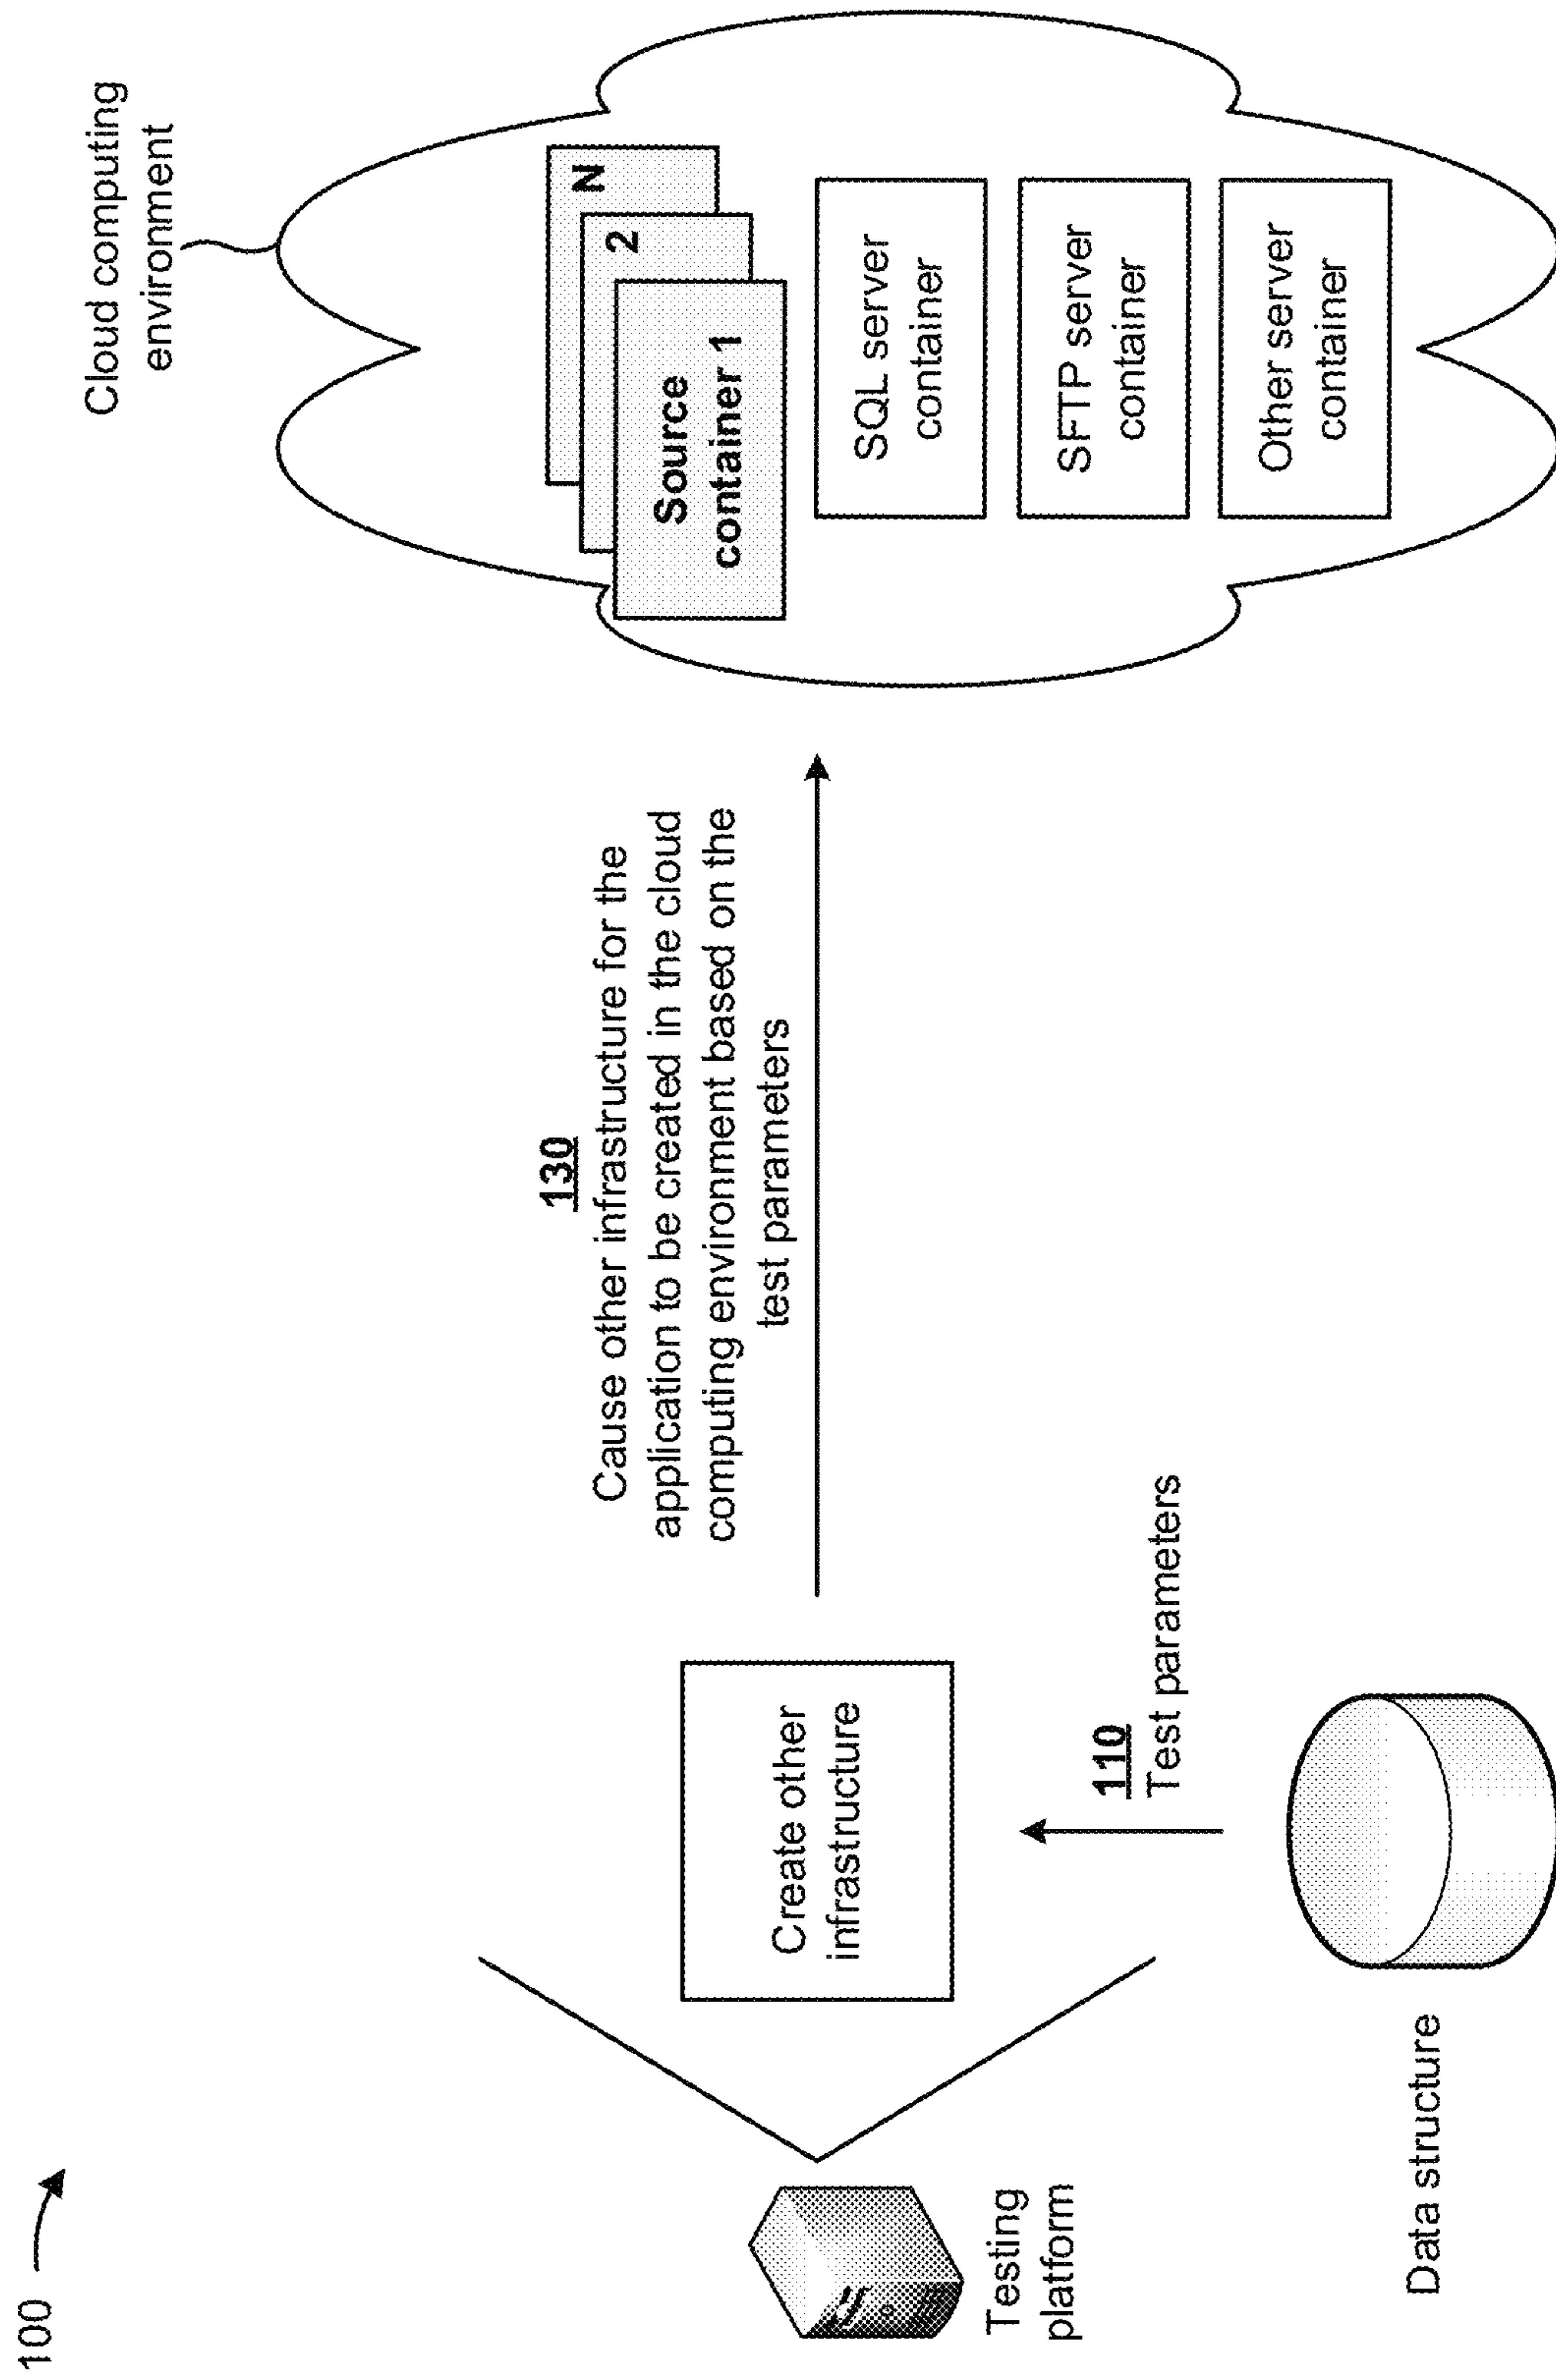 100
Cloud computing
environment
130
Cause other infrastructure for the
application to be created in the cloud
computing environment based on the
test parameters
N
2
Source
container 1
SQL server
container
SFTP server
container
Other server
container
Create other
infrastructure
Testing
platform
110
Test parameters
Data structure